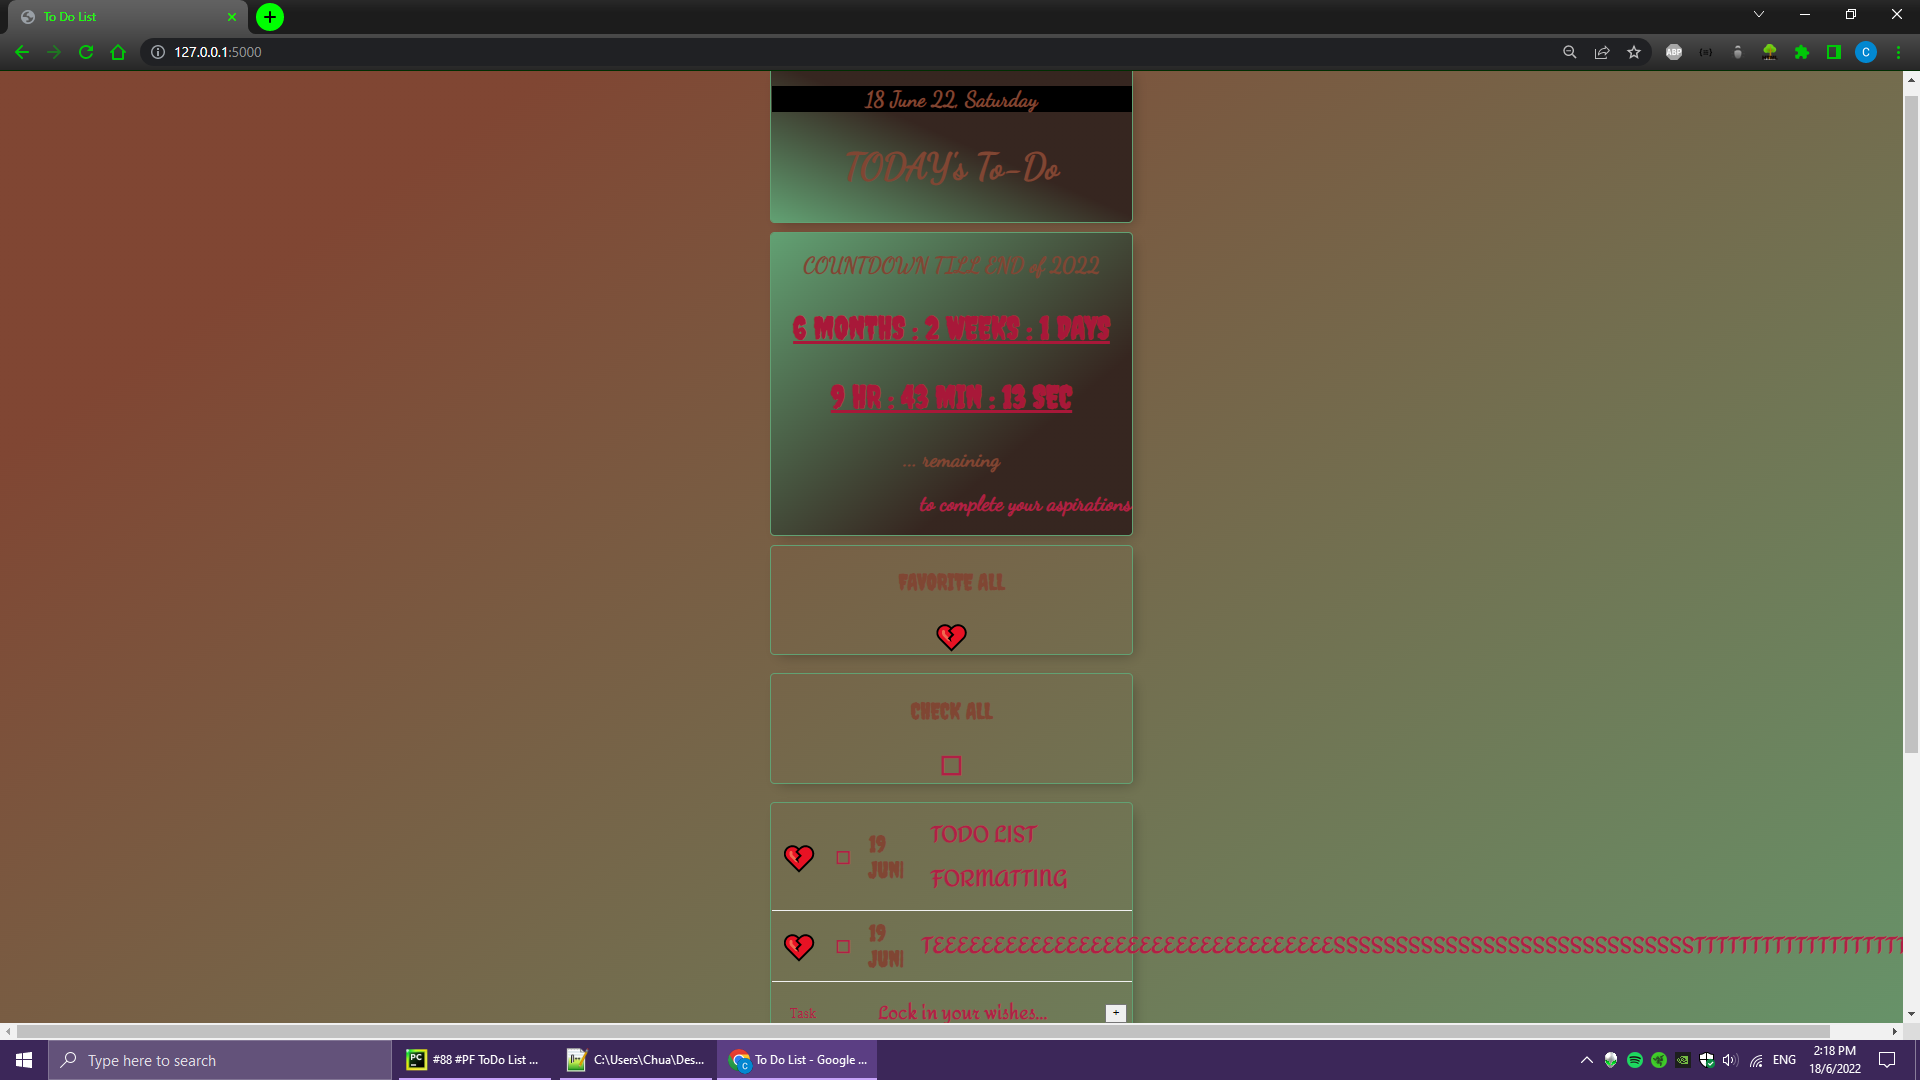 To Do List
127.0.0.1:5000
ABP
C
18 June 22, Saturday
TODAY's To-Do
COUNTDOWN TILL END of 2022
6 MONTHS : 2 WEEKS : 1 DAYS
9 HR : 43 MIN : 13 SEC
... remaining
to complete your aspirations
FAVORITE ALL
CHECK ALL
19
JUN|
TODO LIST
FORMATTING
19
JUN|
Task
Lock in your wishes...
+
Type here to search
#88 #PF ToDo List ...
C:\Users\Chua\Des...
To Do List - Google ...
ENG
2:18 PM
18/6/2022